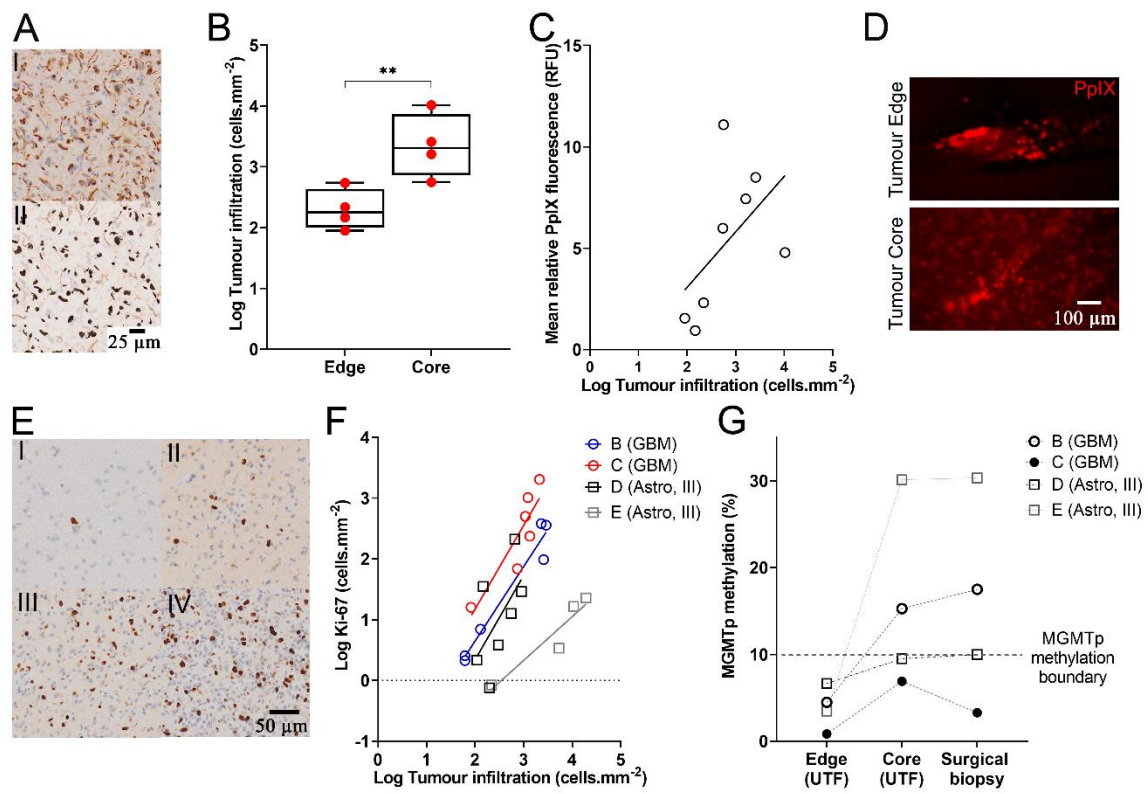 A
I
II
25 µm
B
Log Tumour infiltration (cells.mm-2)
5
4
3
2
1
0
**
Edge
Core
C
Mean relative PpIX fluorescence (RFU)
15
10
5
0
0 1 2 3 4 5
Log Tumour infiltration (cells.mm-2)
D
Tumour Edge
PpIX
Tumour Core
100 µm
E
I
II
III
IV
50 µm
F
Log Ki-67 (cells.mm-2)
4
3
2
1
0
-1
0 1 2 3 4 5
Log Tumour infiltration (cells.mm-2)
B (GBM)
C (GBM)
D (Astro, III)
E (Astro, III)
G
MGMTp methylation (%)
30
20
10
0
Edge
(UTF)
Core
(UTF)
Surgical
biopsy
B (GBM)
C (GBM)
D (Astro, III)
E (Astro, III)
MGMTp
methylation
boundary